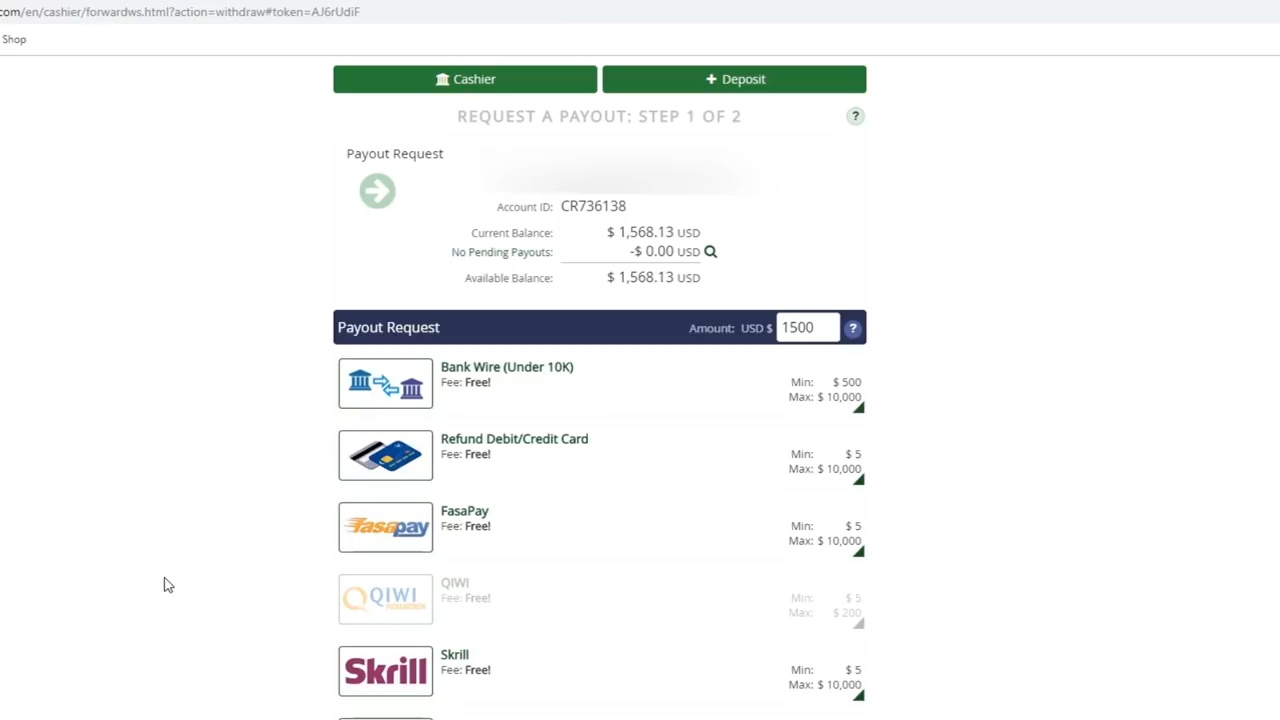 com/en/cashier/forwardws.html?action=withdraw#token=AJ6rUdiF
Shop
Cashier
+ Deposit
REQUEST A PAYOUT: STEP 1 OF 2
?
Payout Request
Account ID: CR736138
Current Balance: $ 1,568.13 USD
No Pending Payouts: -$ 0.00 USD
Available Balance: $ 1,568.13 USD
Payout Request Amount: USD $ 1500 ?
Bank Wire (Under 10K)
Fee: Free! Min: $ 500
Max: $ 10,000
Refund Debit/Credit Card
Fee: Free! Min: $ 5
Max: $ 10,000
fasapay
FasaPay
Fee: Free! Min: $ 5
Max: $ 10,000
QIWI
QIWI
Fee: Free! Min: $ 5
Max: $ 200
Skrill
Skrill
Fee: Free! Min: $ 5
Max: $ 10,000